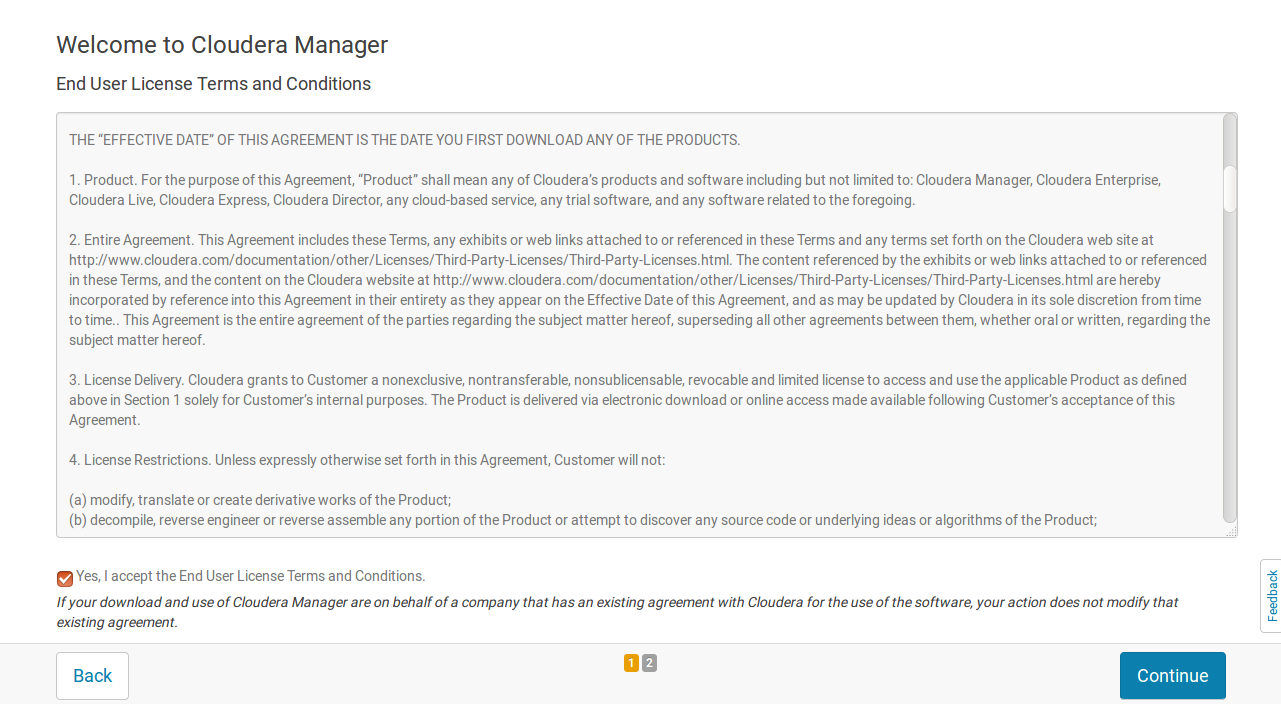 Welcome to Cloudera Manager
End User License Terms and Conditions
THE “EFFECTIVE DATE” OF THIS AGREEMENT IS THE DATE YOU FIRST DOWNLOAD ANY OF THE PRODUCTS.
1. Product. For the purpose of this Agreement, “Product” shall mean any of Cloudera’s products and software including but not limited to: Cloudera Manager, Cloudera Enterprise,
Cloudera Live, Cloudera Express, Cloudera Director, any cloud-based service, any trial software, and any software related to the foregoing.
2. Entire Agreement. This Agreement includes these Terms, any exhibits or web links attached to or referenced in these Terms and any terms set forth on the Cloudera web site at
http://www.cloudera.com/documentation/other/Licenses/Third-Party-Licenses/Third-Party-Licenses.html. The content referenced by the exhibits or web links attached to or referenced
in these Terms, and the content on the Cloudera website at http://www.cloudera.com/documentation/other/Licenses/Third-Party-Licenses/Third-Party-Licenses.html are hereby
incorporated by reference into this Agreement in their entirety as they appear on the Effective Date of this Agreement, and as may be updated by Cloudera in its sole discretion from time
to time.. This Agreement is the entire agreement of the parties regarding the subject matter hereof, superseding all other agreements between them, whether oral or written, regarding the
subject matter hereof.
3. License Delivery. Cloudera grants to Customer a nonexclusive, nontransferable, nonsublicensable, revocable and limited license to access and use the applicable Product as defined
above in Section 1 solely for Customer’s internal purposes. The Product is delivered via electronic download or online access made available following Customer’s acceptance of this
Agreement.
4. License Restrictions. Unless expressly otherwise set forth in this Agreement, Customer will not:
(a) modify, translate or create derivative works of the Product;
(b) decompile, reverse engineer or reverse assemble any portion of the Product or attempt to discover any source code or underlying ideas or algorithms of the Product;
Yes, I accept the End User License Terms and Conditions.
If your download and use of Cloudera Manager are on behalf of a company that has an existing agreement with Cloudera for the use of the software, your action does not modify that
existing agreement.
Feedback
Back
1 2
Continue